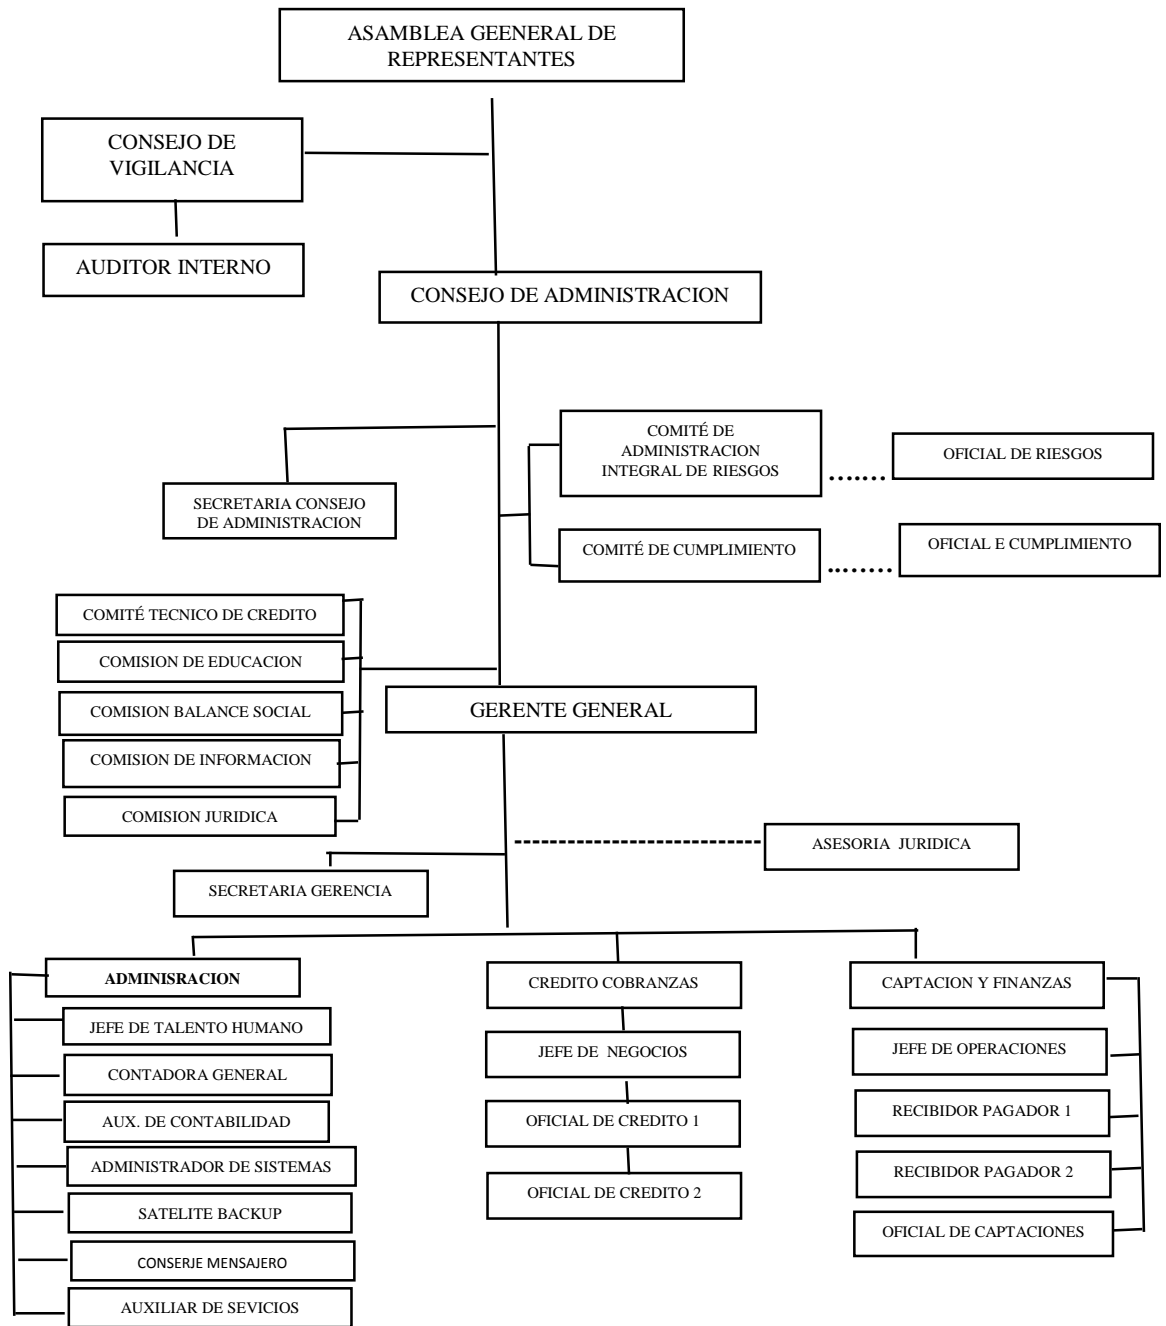 ASAMBLEA GEENERAL DE
REPRESENTANTES
CONSEJO DE
VIGILANCIA
AUDITOR INTERNO
CONSEJO DE ADMINISTRACION
COMITÉ DE
ADMINISTRACION
INTEGRAL DE RIESGOS
OFICIAL DE RIESGOS
SECRETARIA CONSEJO
DE ADMINISTRACION
COMITÉ DE CUMPLIMIENTO
OFICIAL E CUMPLIMIENTO
COMITÉ TECNICO DE CREDITO
COMISION DE EDUCACION
COMISION BALANCE SOCIAL
COMISION DE INFORMACION
COMISION JURIDICA
GERENTE GENERAL
ASESORIA JURIDICA
SECRETARIA GERENCIA
ADMINISRACION
JEFE DE TALENTO HUMANO
CONTADORA GENERAL
AUX. DE CONTABILIDAD
ADMINISTRADOR DE SISTEMAS
SATELITE BACKUP
CONSERJE MENSAJERO
AUXILIAR DE SEVICIOS
CREDITO COBRANZAS
JEFE DE NEGOCIOS
OFICIAL DE CREDITO 1
OFICIAL DE CREDITO 2
CAPTACION Y FINANZAS
JEFE DE OPERACIONES
RECIBIDOR PAGADOR 1
RECIBIDOR PAGADOR 2
OFICIAL DE CAPTACIONES